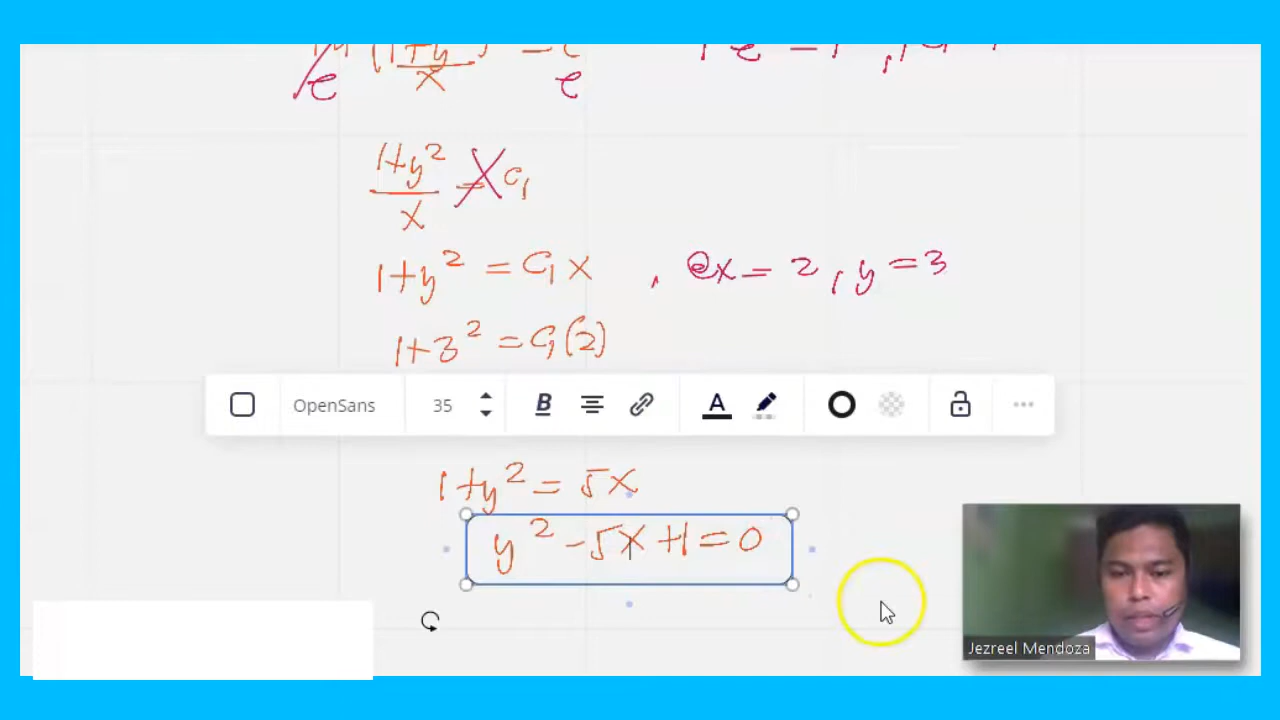 1+y² / x = C₁
1+y² = C₁x , @x = 2, y = 3
1+3² = C₁(2)
OpenSans 35 B A
1+y² = 5x
y² - 5x + 1 = 0
Jezreel Mendoza